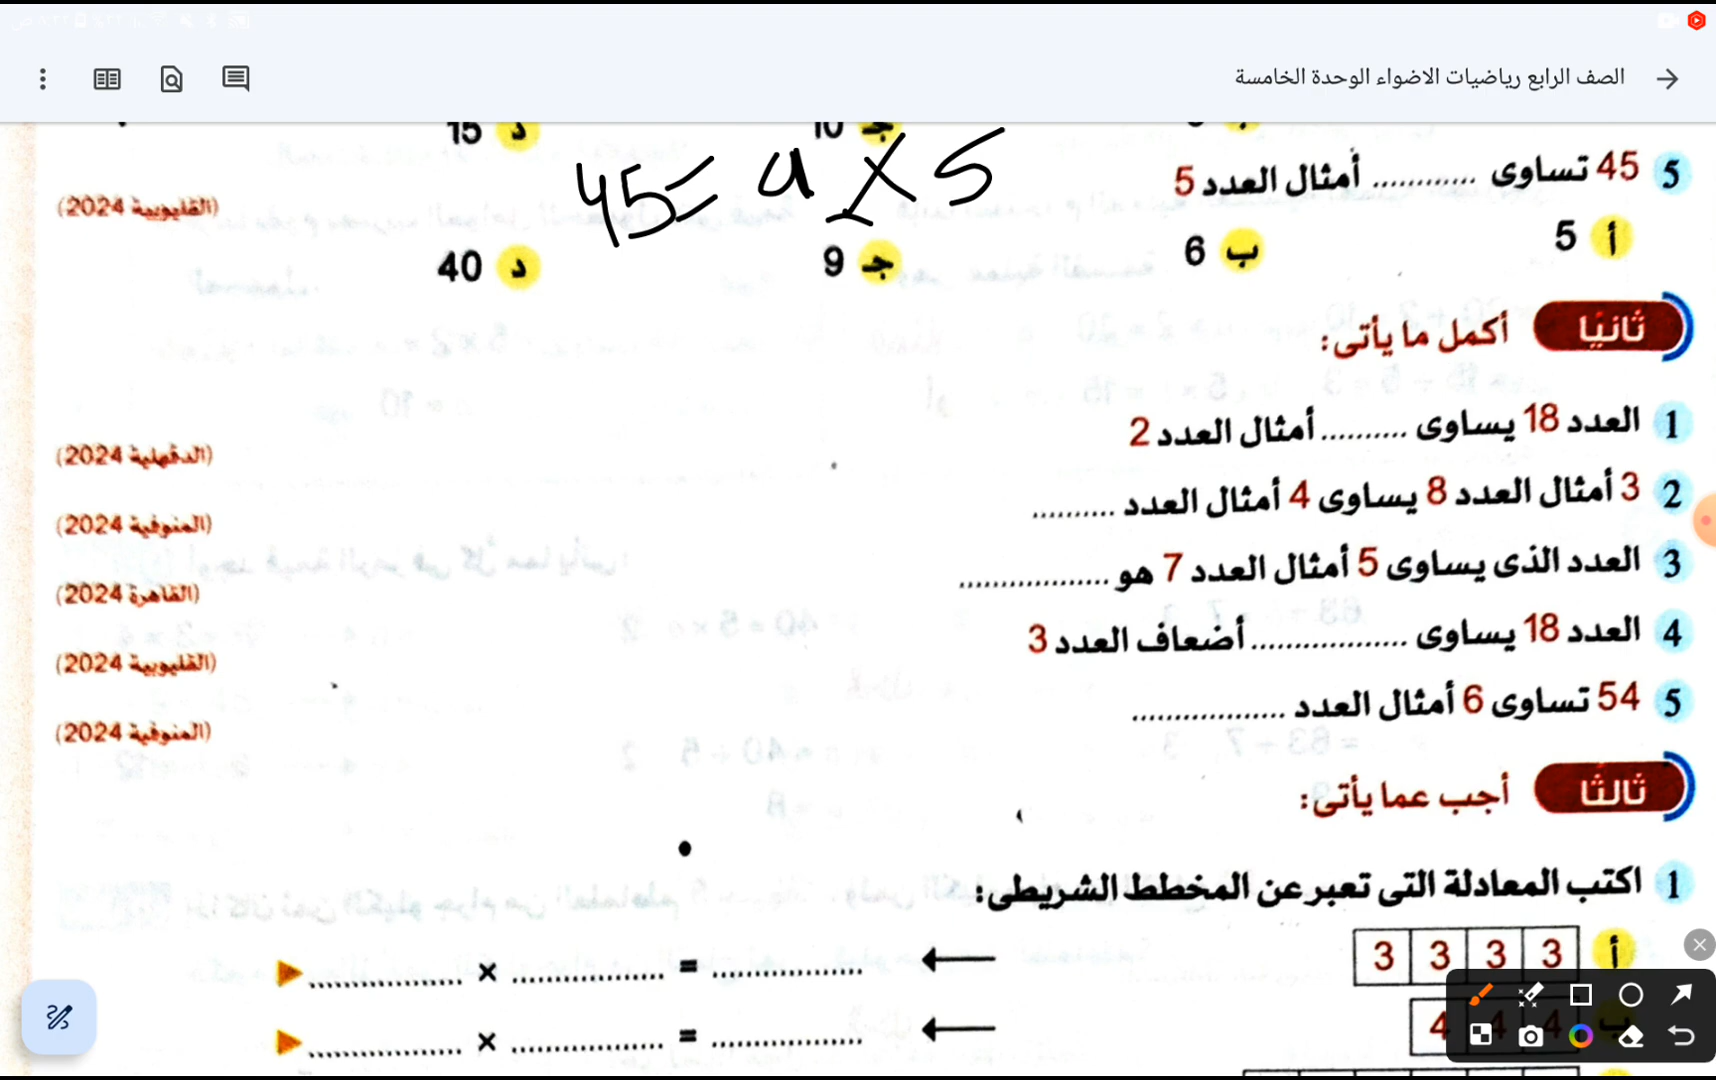 الصف الرابع رياضيات الاضواء الوحدة الخامسة
ج 10
د 15
5 45 تساوى ............ أمثال العدد 5
45 = a × 5
(القليوبية 2024)
أ 5
ب 6
ج 9
د 40
ثانيًا أكمل ما يأتى:
1 العدد 18 يساوى .......... أمثال العدد 2
(الدقهلية 2024)
2 3 أمثال العدد 8 يساوى 4 أمثال العدد ..........
(المنوفية 2024)
3 العدد الذى يساوى 5 أمثال العدد 7 هو ..................
(القاهرة 2024)
4 العدد 18 يساوى .................. أضعاف العدد 3
(القليوبية 2024)
5 54 تساوى 6 أمثال العدد ..................
(المنوفية 2024)
ثالثًا أجب عما يأتى:
1 اكتب المعادلة التى تعبر عن المخطط الشريطى:
أ 3 3 3 3
.................. × .................. = ..................
ب 4 4 4
.................. × .................. = ..................